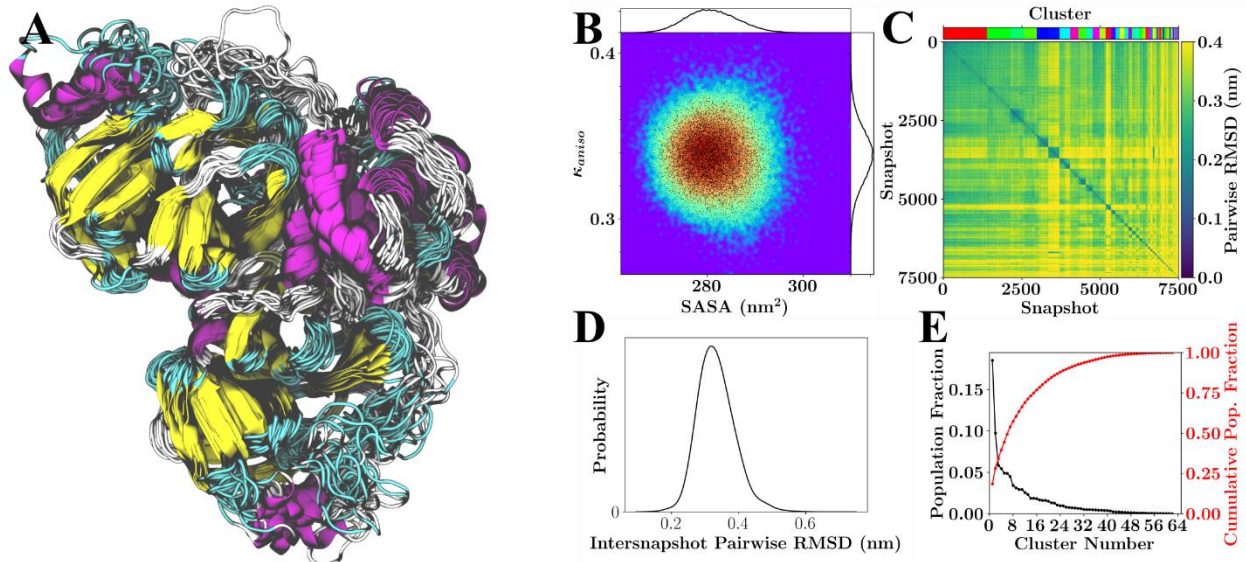 A
B
0.4
κaniso
0.3
280
300
SASA (nm²)
C
Cluster
0
2500
5000
7500
Snapshot
0
2500
5000
7500
Snapshot
0.4
0.3
0.2
0.1
0.0
Pairwise RMSD (nm)
D
Probability
0
0.2
0.4
0.6
Intersnapshot Pairwise RMSD (nm)
E
Population Fraction
0.15
0.10
0.05
0.00
0 8 16 24 32 40 48 56 64
Cluster Number
1.00
0.75
0.50
0.25
0.00
Cumulative Pop. Fraction